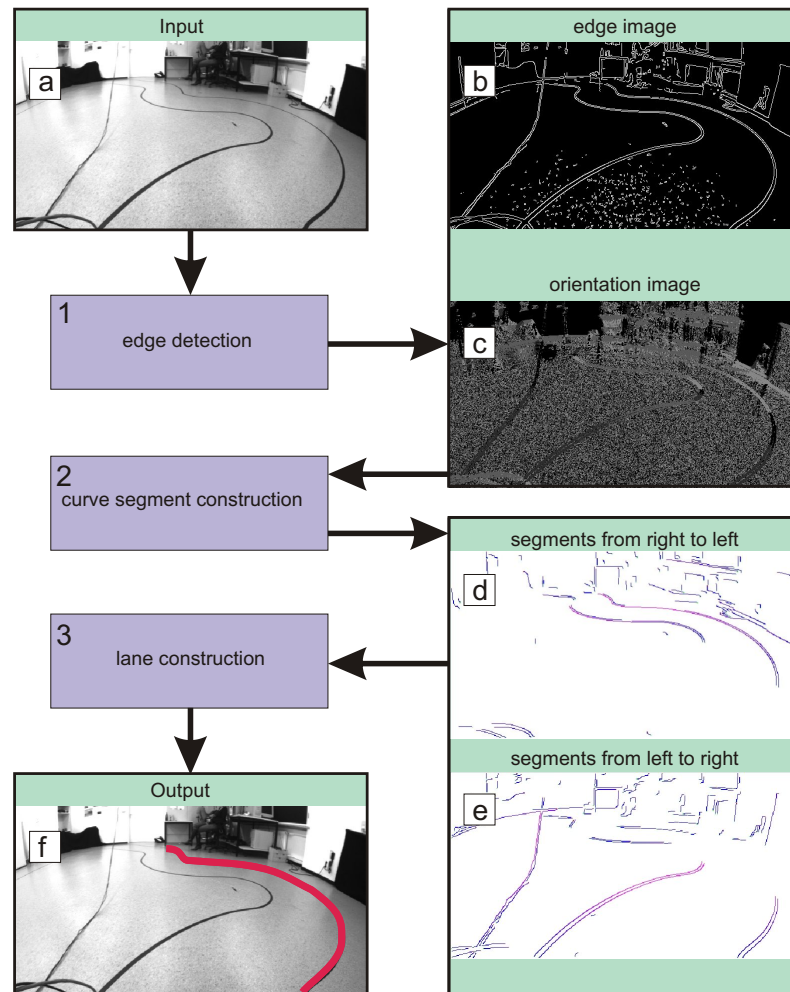 Input
a
edge image
b
1
edge detection
orientation image
c
2
curve segment construction
segments from right to left
d
3
lane construction
segments from left to right
e
Output
f